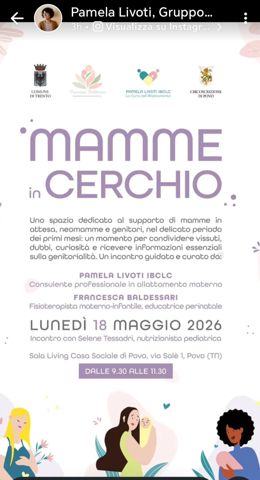 Pamela Livoti, Gruppo...
3h • Visualizza su Instagr...
COMUNE
DI TRENTO
PAMELA LIVOTI IBCLC
CIRCOSCRIZIONE
DI POVO
MAMME
in CERCHIO
Uno spazio dedicato al supporto di mamme in
attesa, neomamme e genitori, nel delicato periodo
dei primi mesi: un momento per condividere vissuti,
dubbi, curiosità e ricevere informazioni essenziali
sulla genitorialità. Un incontro guidato e curato da:
PAMELA LIVOTI IBCLC
Consulente professionale in allattamento materno
FRANCESCA BALDESSARI
Fisioterapista materno-infantile, educatrice perinatale
LUNEDÌ 18 MAGGIO 2026
Incontro con Selene Tessadri, nutrizionista pediatrica
Sala Living Casa Sociale di Povo, via Salè 1, Povo (TN)
DALLE 9.30 ALLE 11.30